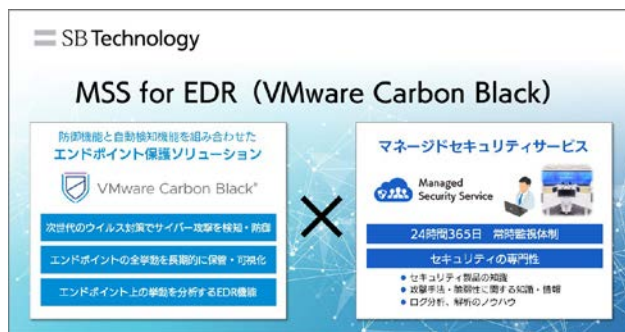 SB Technology
MSS for EDR（VMware Carbon Black）
防御機能と自動検知機能を組み合わせた
エンドポイント保護ソリューション
VMware Carbon Black®
次世代のウイルス対策でサイバー攻撃を検知・防御
エンドポイントの全挙動を長期的に保管・可視化
エンドポイント上の挙動を分析するEDR機能
×
マネージドセキュリティサービス
Managed
Security Service
24時間365日 常時監視体制
セキュリティの専門性
● セキュリティ製品の知識
● 攻撃手法・脆弱性に関する知識・情報
● ログ分析、解析のノウハウ